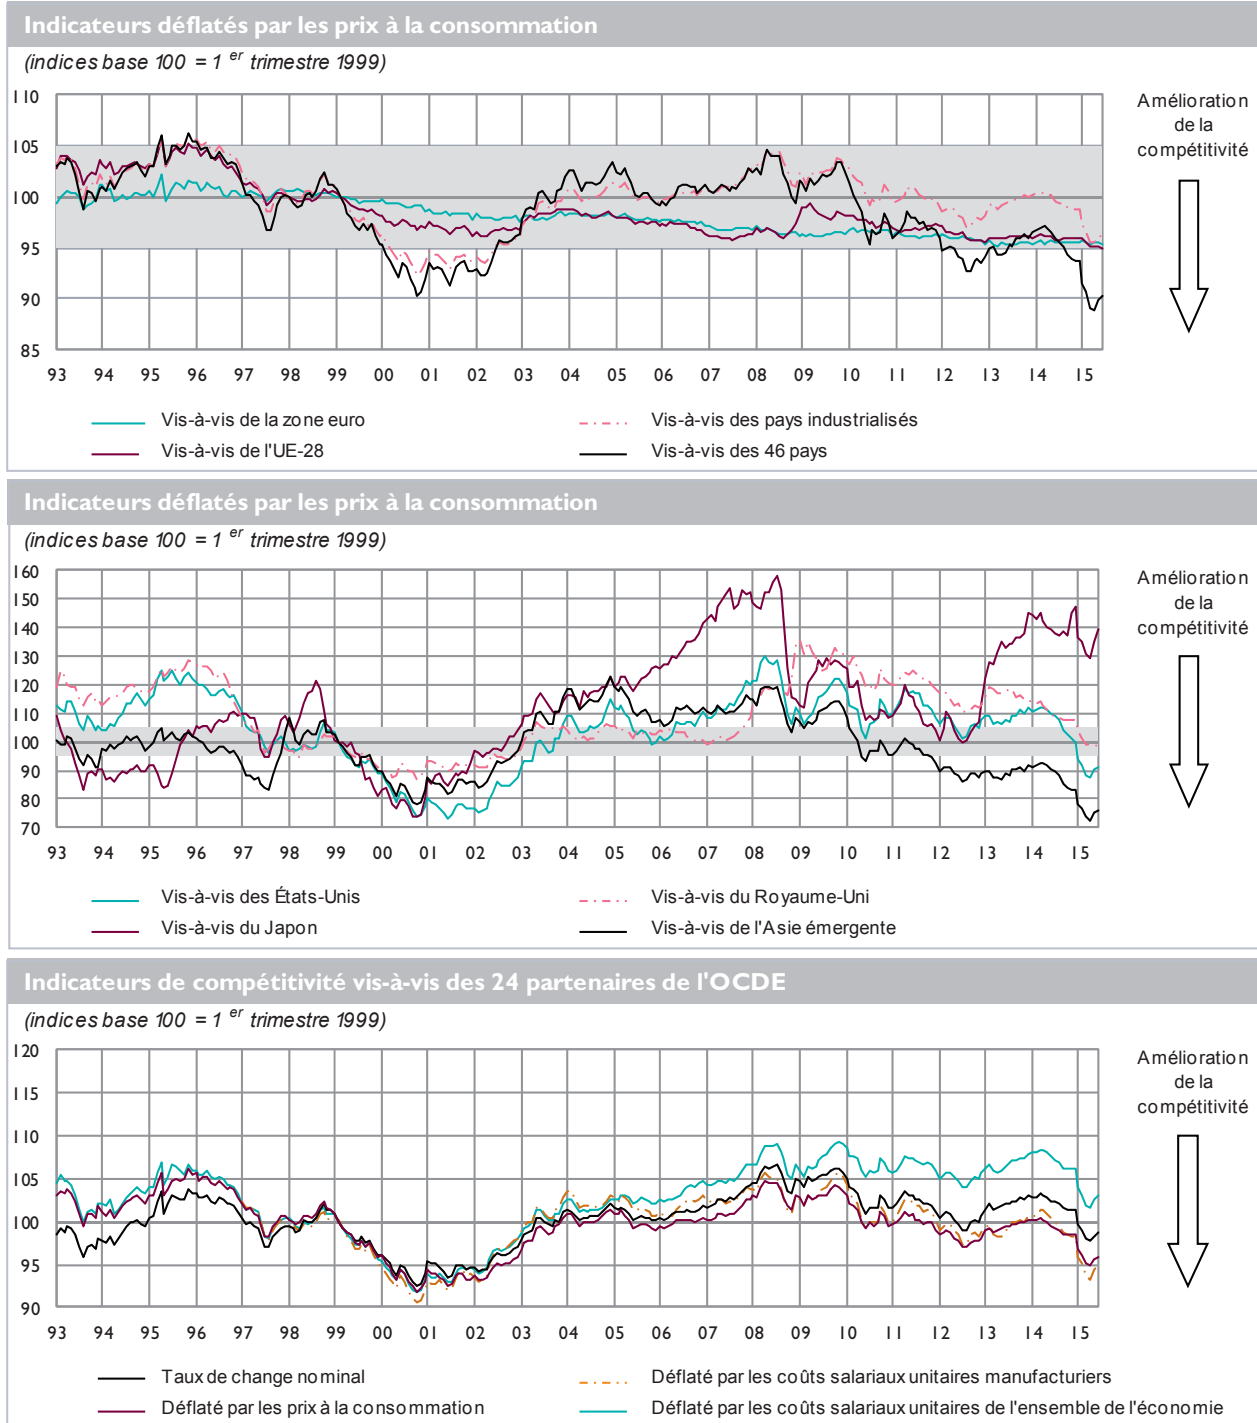 Indicateurs déflatés par les prix à la consommation
(indices base 100 = 1 er trimestre 1999)
110
105
100
95
90
85
93 94 95 96 97 98 99 00 01 02 03 04 05 06 07 08 09 10 11 12 13 14 15
Amélioration
de la
compétitivité
Vis-à-vis de la zone euro
Vis-à-vis des pays industrialisés
Vis-à-vis de l'UE-28
Vis-à-vis des 46 pays
Indicateurs déflatés par les prix à la consommation
(indices base 100 = 1 er trimestre 1999)
160
150
140
130
120
110
100
90
80
70
93 94 95 96 97 98 99 00 01 02 03 04 05 06 07 08 09 10 11 12 13 14 15
Amélioration
de la
compétitivité
Vis-à-vis des États-Unis
Vis-à-vis du Royaume-Uni
Vis-à-vis du Japon
Vis-à-vis de l'Asie émergente
Indicateurs de compétitivité vis-à-vis des 24 partenaires de l'OCDE
(indices base 100 = 1 er trimestre 1999)
120
115
110
105
100
95
90
93 94 95 96 97 98 99 00 01 02 03 04 05 06 07 08 09 10 11 12 13 14 15
Amélioration
de la
compétitivité
Taux de change nominal
Déflaté par les coûts salariaux unitaires manufacturiers
Déflaté par les prix à la consommation
Déflaté par les coûts salariaux unitaires de l'ensemble de l'économie